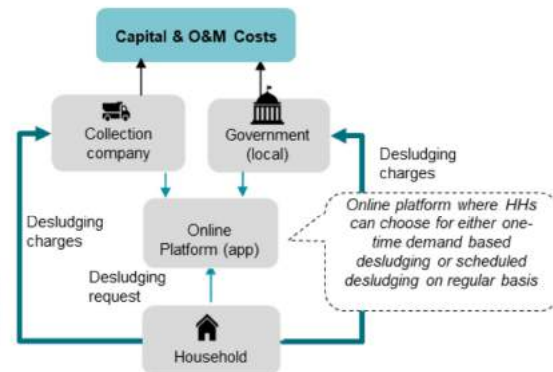 Capital & O&M Costs
Collection
company
Government
(local)
Desludging
charges
Desludging
charges
Online
Platform (app)
Online platform where HHs
can choose for either one-
time demand based
desludging or scheduled
desludging on regular basis
Desludging
request
Household